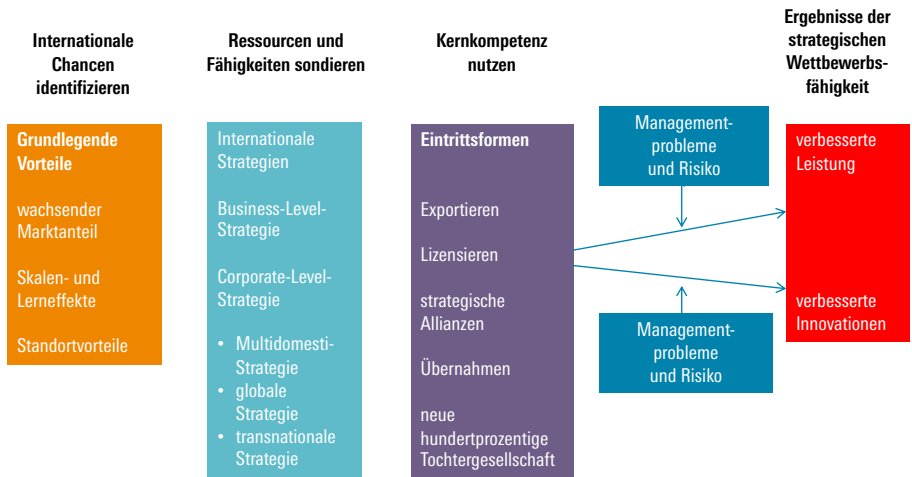 Internationale
Chancen
identifizieren
Ressourcen und
Fähigkeiten sondieren
Kernkompetenz
nutzen
Ergebnisse der
strategischen
Wettbewerbs-
fähigkeit
Grundlegende
Vorteile
wachsender
Marktanteil
Skalen- und
Lerneffekte
Standortvorteile
Internationale
Strategien
Business-Level-
Strategie
Corporate-Level-
Strategie
• Multidomesti-
Strategie
• globale
Strategie
• transnationale
Strategie
Eintrittsformen
Exportieren
Lizensieren
strategische
Allianzen
Übernahmen
neue
hundertprozentige
Tochtergesellschaft
Management-
probleme
und Risiko
Management-
probleme
und Risiko
verbesserte
Leistung
verbesserte
Innovationen